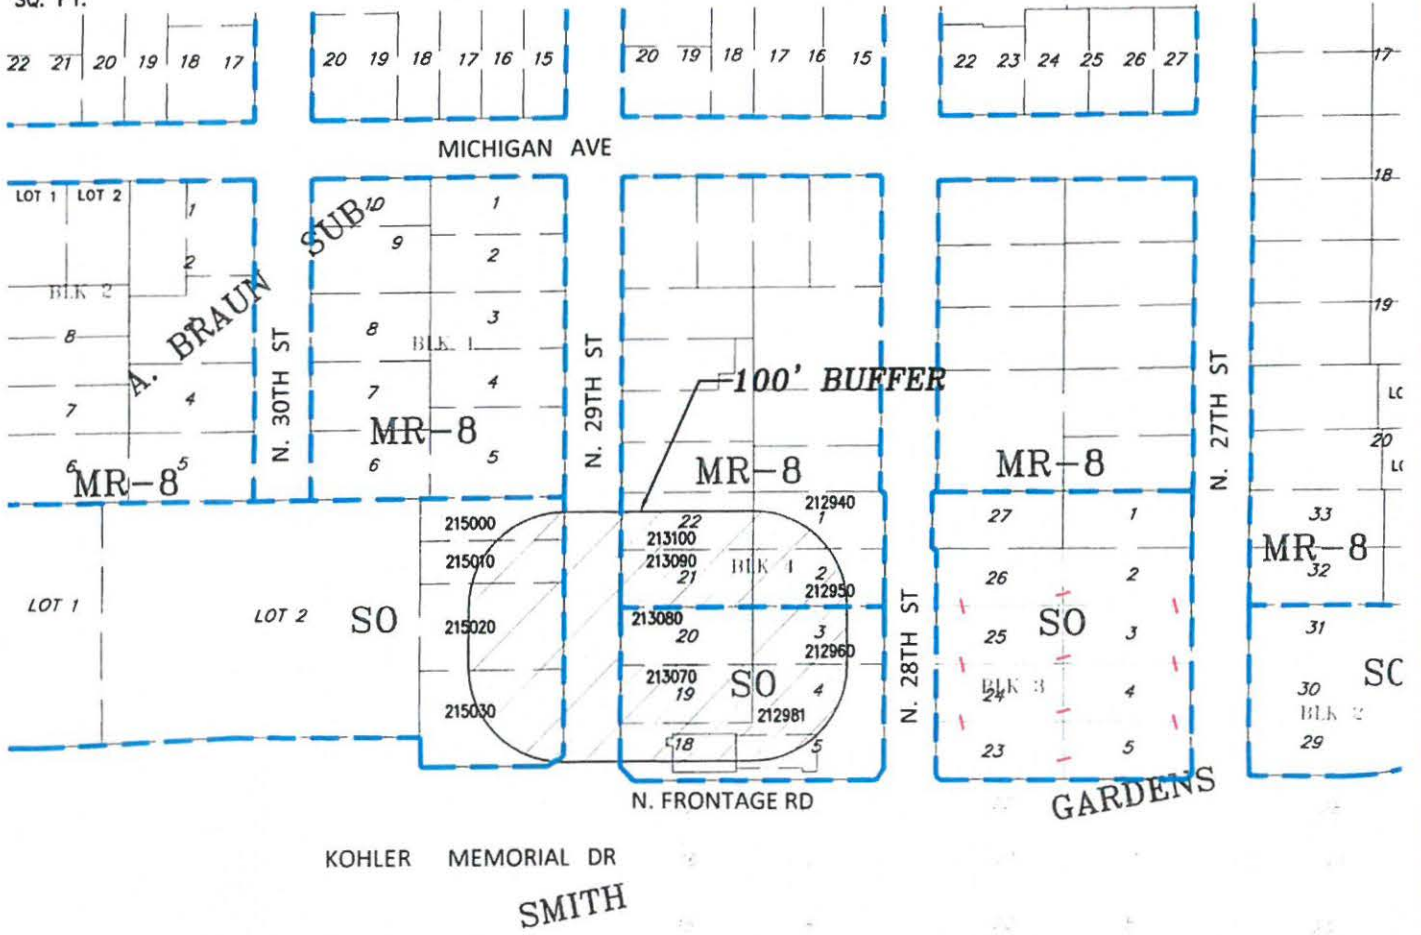 SQ. FT.
22 21 20 19 18 17
20 19 18 17 16 15
20 19 18 17 16 15
22 23 24 25 26 27
17
MICHIGAN AVE
LOT 1 LOT 2
1
2
BLK 2
8
4
7
6
5
A. BRAUN SUB.
MR-8
N. 30TH ST
10
1
9
2
3
8
BLK 1
4
7
MR-8
5
6
N. 29TH ST
100' BUFFER
MR-8
MR-8
N. 27TH ST
18
19
LC
20
LC
LOT 1
LOT 2
SO
215000
215010
215020
215030
212940
22
1
213100
213090
21
BLK 4
2
212950
213080
20
3
212960
213070
19
SO
4
212981
18
5
N. 28TH ST
27
1
26
2
25
SO
3
BLK 3
24
4
23
5
33
MR-8
32
31
30
SO
BLK 2
29
N. FRONTAGE RD
GARDENS
KOHLER MEMORIAL DR
SMITH